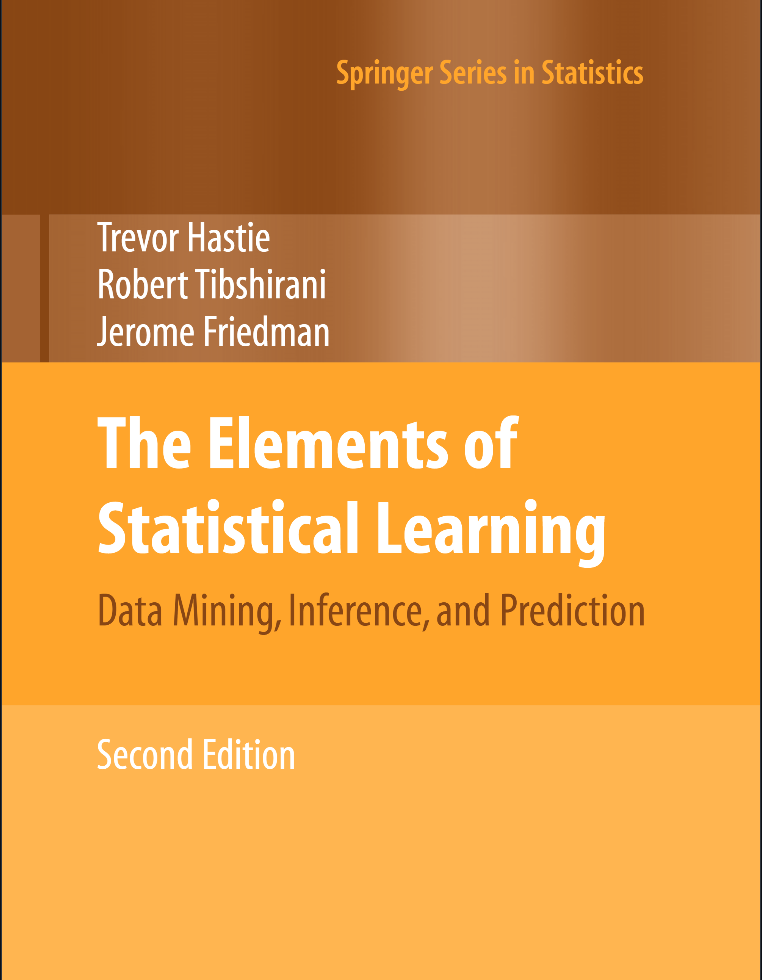 Springer Series in Statistics
Trevor Hastie
Robert Tibshirani
Jerome Friedman
The Elements of
Statistical Learning
Data Mining, Inference, and Prediction
Second Edition